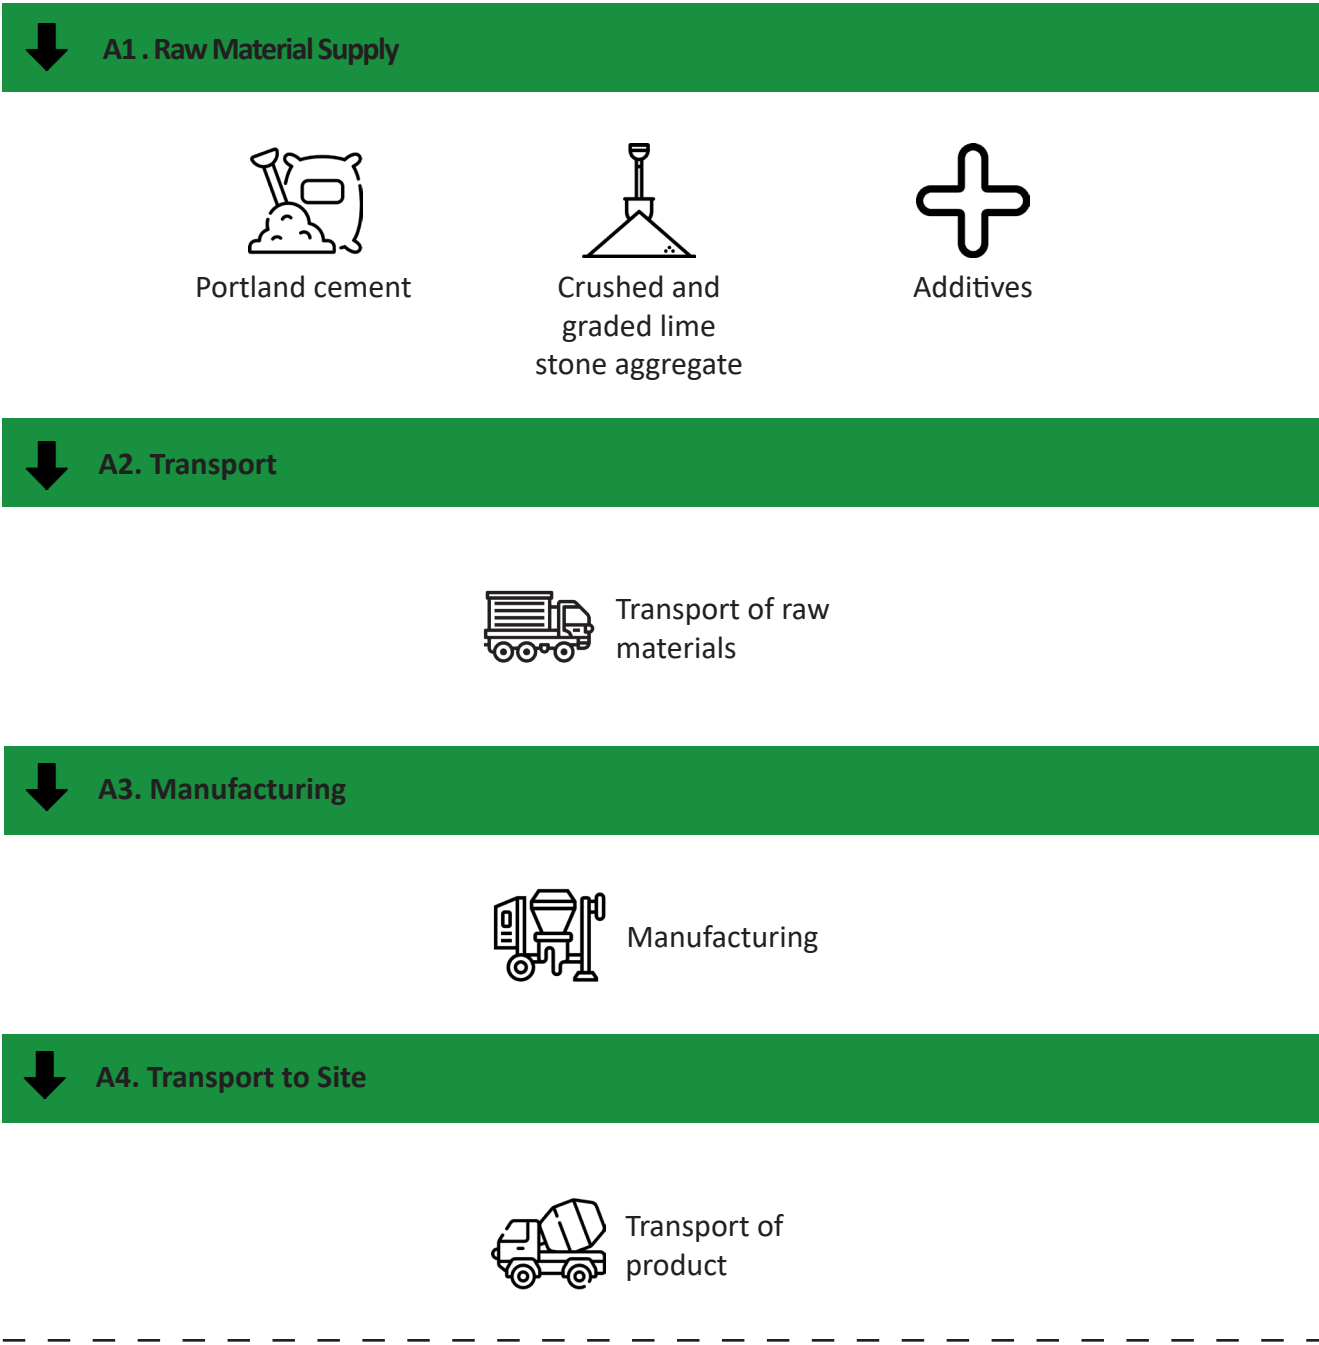 A1 . Raw Material Supply
Portland cement
Crushed and
graded lime
stone aggregate
Additives
A2. Transport
Transport of raw
materials
A3. Manufacturing
Manufacturing
A4. Transport to Site
Transport of
product